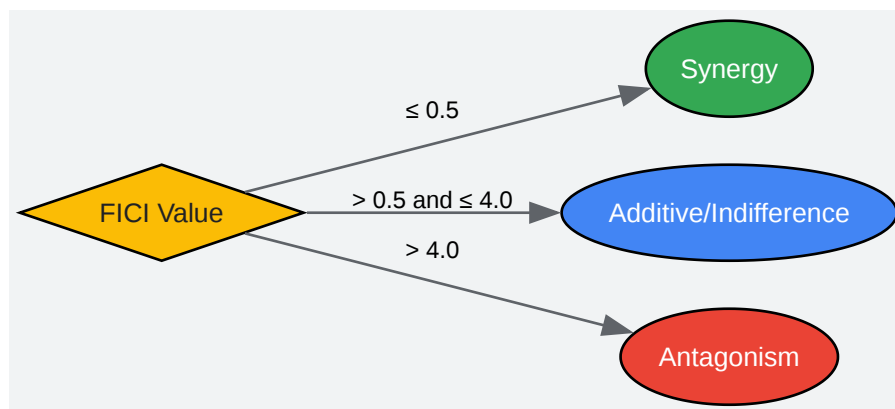 Synergy
≤ 0.5
FICI Value
> 0.5 and ≤ 4.0
Additive/Indifference
> 4.0
Antagonism